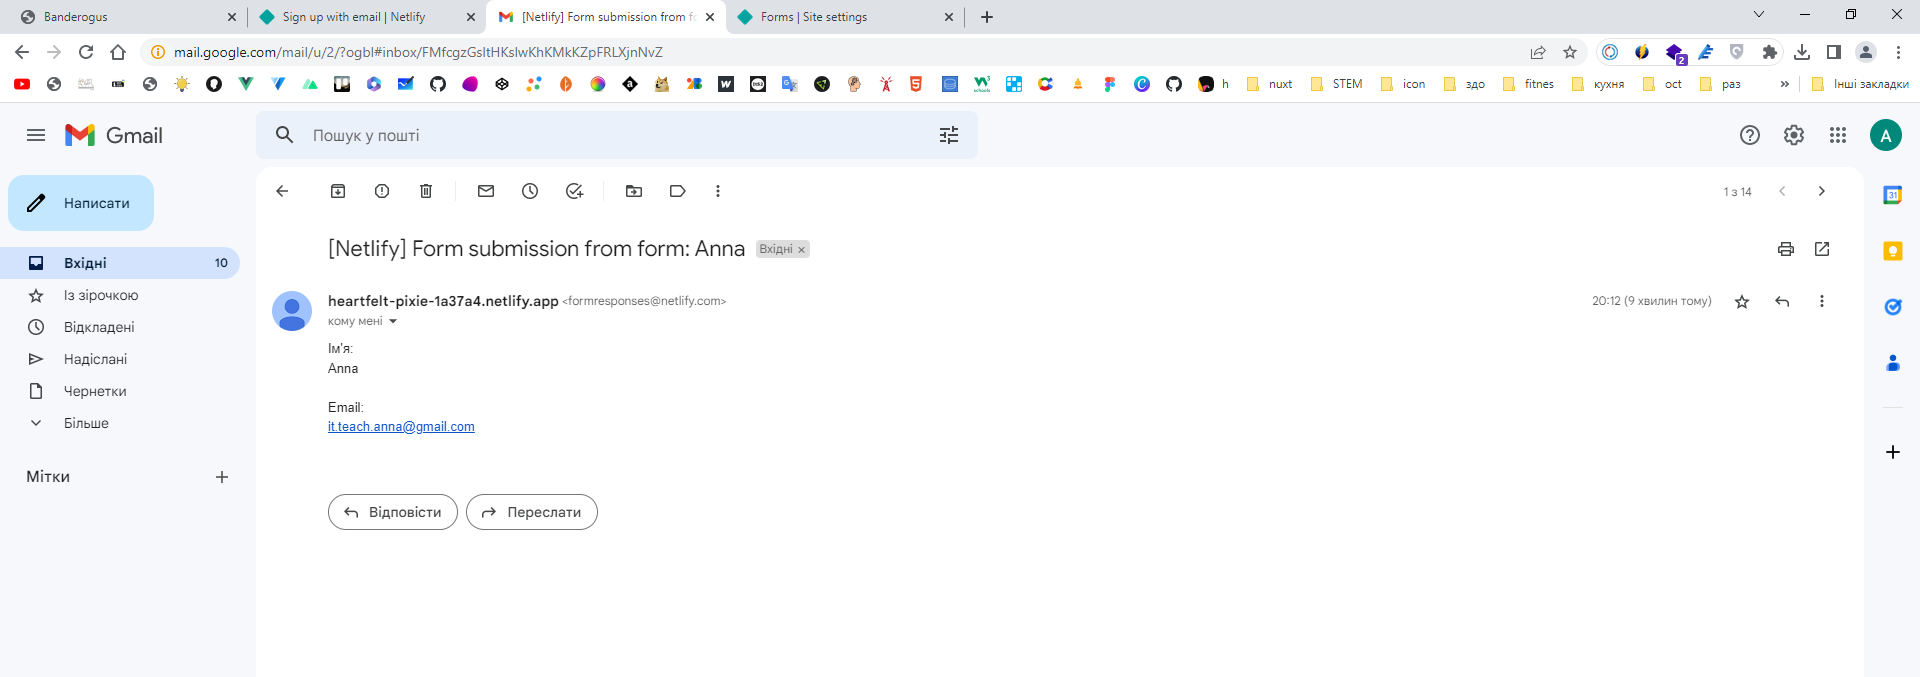 Banderogus
Sign up with email | Netlify
[Netlify] Form submission from fo
Forms | Site settings
mail.google.com/mail/u/2/?ogbl#inbox/FMfcgzGsltHKslwKhKMkKZpFRLXjnNvZ
2
h
nuxt
STEM
icon
здо
fitnes
кухня
oct
раз
»
Інші закладки
Gmail
Пошук у пошті
A
Написати
1 з 14
31
[Netlify] Form submission from form: Anna
Вхідні ×
Вхідні
10
Із зірочкою
Відкладені
Надіслані
Чернетки
Більше
Мітки
heartfelt-pixie-1a37a4.netlify.app <formresponses@netlify.com>
20:12 (9 хвилин тому)
кому мені
Ім'я:
Anna
Email:
it.teach.anna@gmail.com
Відповісти
Переслати